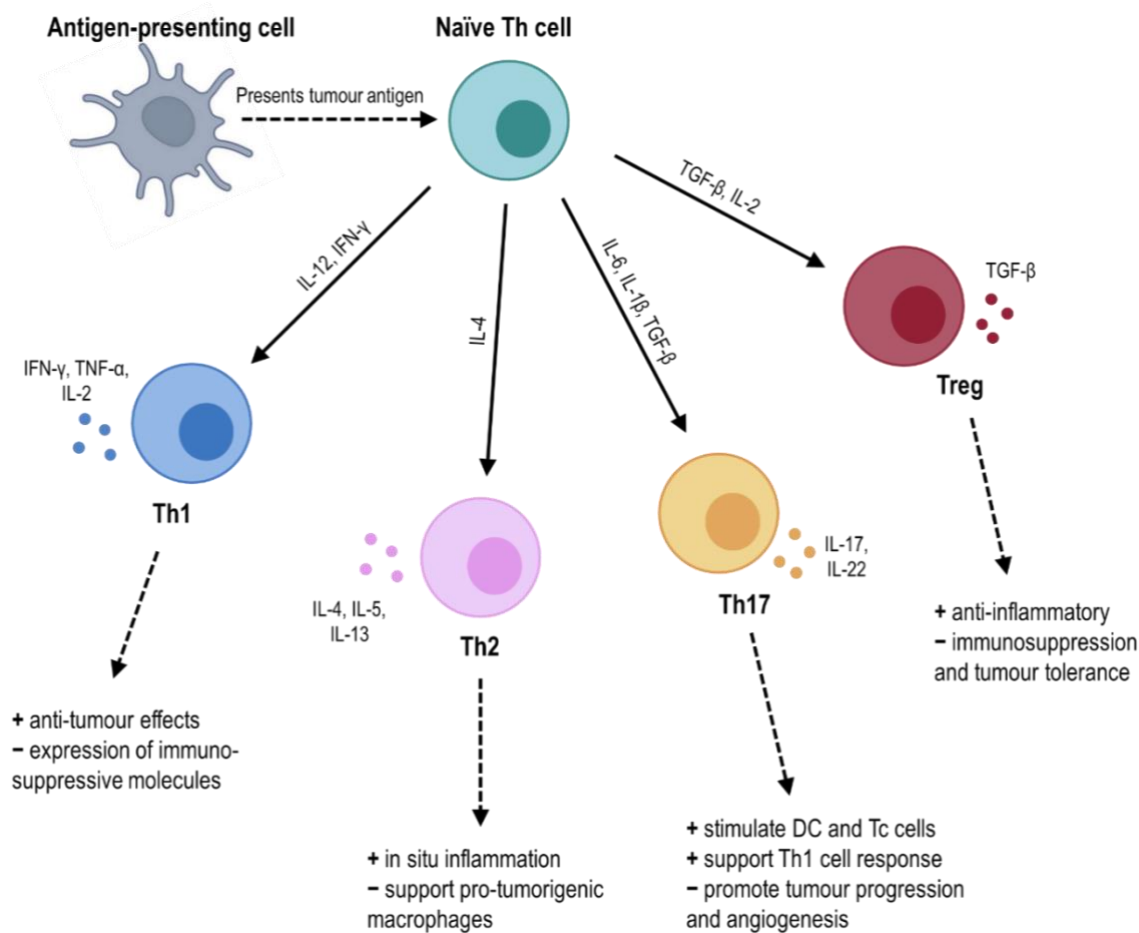 Antigen-presenting cell
Naïve Th cell
Presents tumour antigen
TGF-β, IL-2
IL-12, IFN-γ
IL-4
IL-6, IL-1β, TGF-β
TGF-β
Treg
IFN-γ, TNF-α,
IL-2
Th1
IL-4, IL-5,
IL-13
Th2
IL-17,
IL-22
Th17
+ anti-inflammatory
− immunosuppression
and tumour tolerance
+ anti-tumour effects
− expression of immuno-
suppressive molecules
+ in situ inflammation
− support pro-tumorigenic
macrophages
+ stimulate DC and Tc cells
+ support Th1 cell response
− promote tumour progression
and angiogenesis